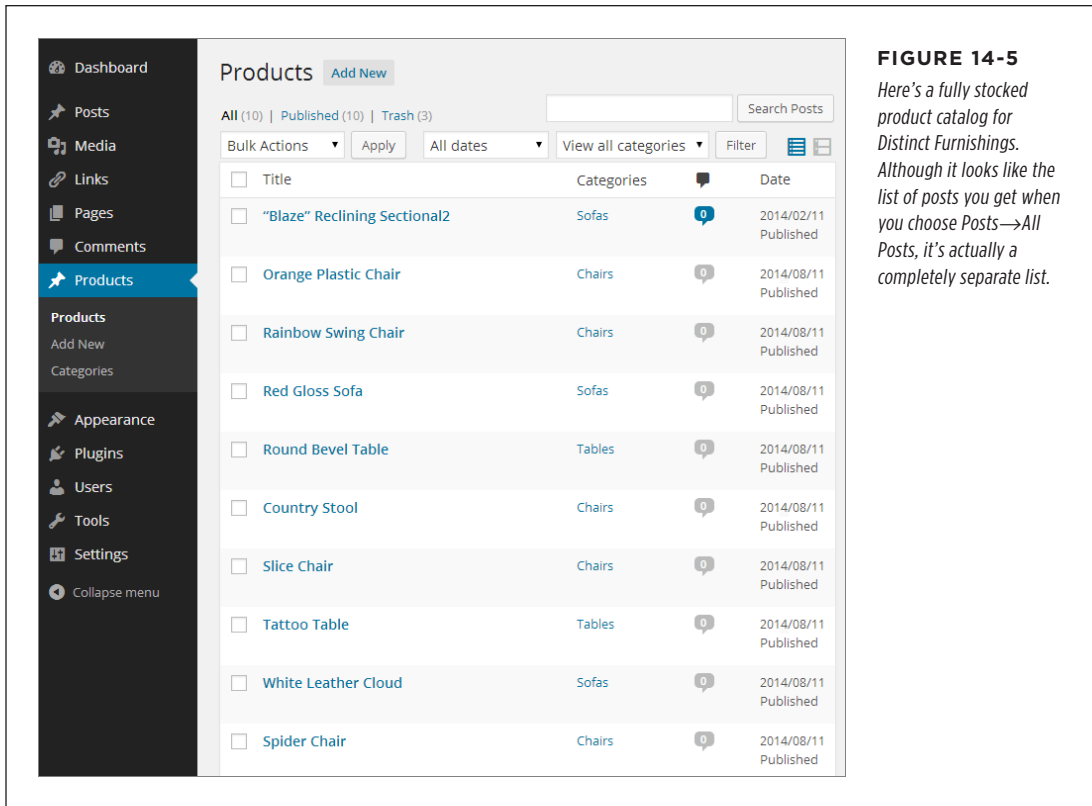 Dashboard
Posts
Media
Links
Pages
Comments
Products
Products
Add New
Categories
Appearance
Plugins
Users
Tools
Settings
Collapse menu
Products Add New
All (10) | Published (10) | Trash (3)
Search Posts
Bulk Actions Apply All dates View all categories Filter
Title Categories Date
“Blaze” Reclining Sectional2 Sofas 0 2014/02/11
Published
Orange Plastic Chair Chairs 0 2014/08/11
Published
Rainbow Swing Chair Chairs 0 2014/08/11
Published
Red Gloss Sofa Sofas 0 2014/08/11
Published
Round Bevel Table Tables 0 2014/08/11
Published
Country Stool Chairs 0 2014/08/11
Published
Slice Chair Chairs 0 2014/08/11
Published
Tattoo Table Tables 0 2014/08/11
Published
White Leather Cloud Sofas 0 2014/08/11
Published
Spider Chair Chairs 0 2014/08/11
Published
FIGURE 14-5
Here’s a fully stocked
product catalog for
Distinct Furnishings.
Although it looks like the
list of posts you get when
you choose Posts→All
Posts, it’s actually a
completely separate list.